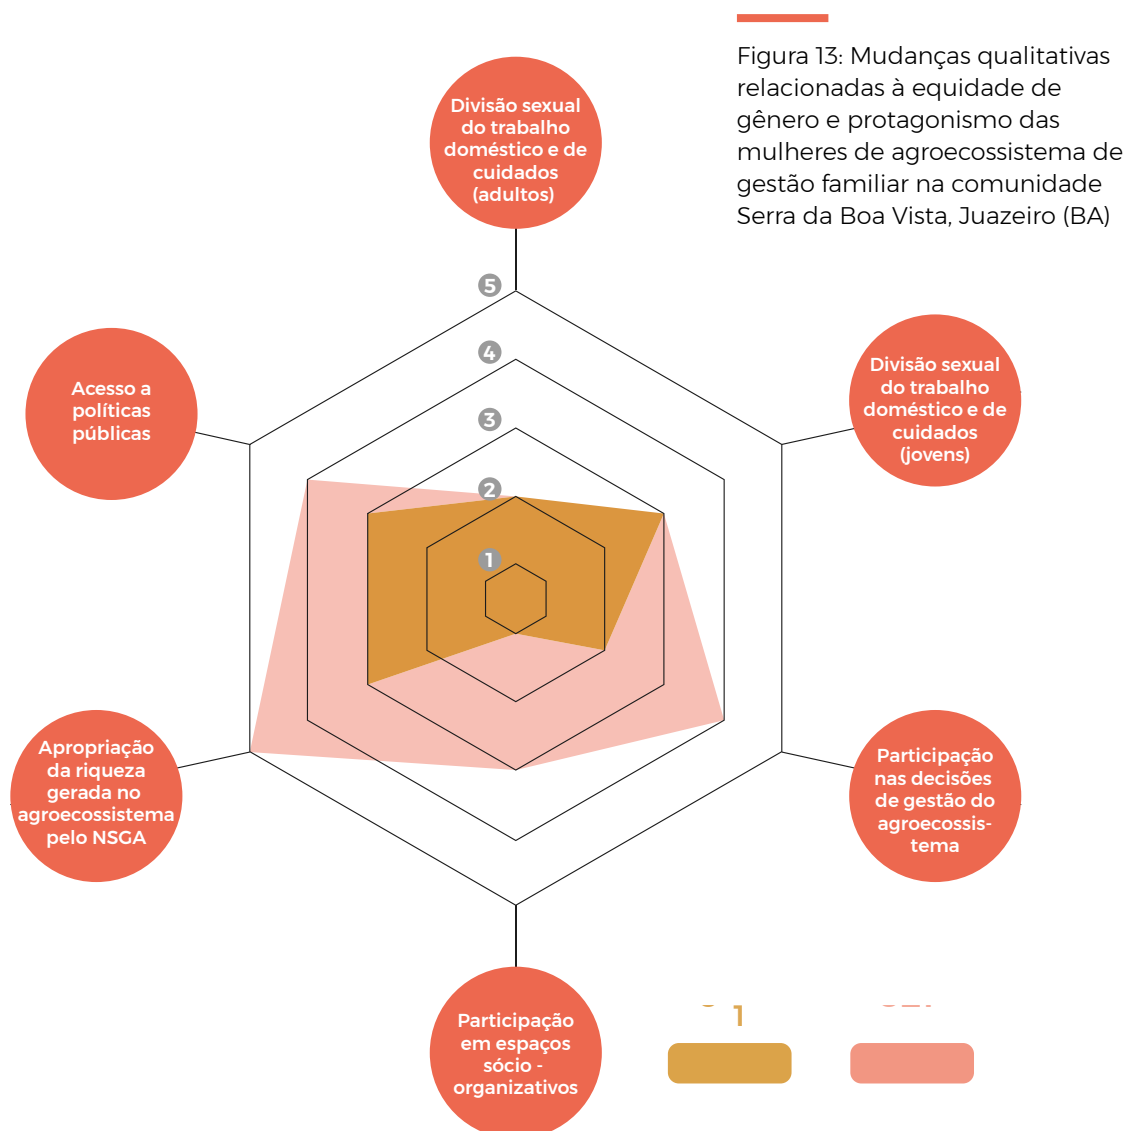 Figura 13: Mudanças qualitativas
relacionadas à equidade de
gênero e protagonismo das
mulheres de agroecossistema de
gestão familiar na comunidade
Serra da Boa Vista, Juazeiro (BA)
Divisão sexual
do trabalho
doméstico e de
cuidados
(adultos)
5
4
3
2
1
Divisão sexual
do trabalho
doméstico e de
cuidados
(jovens)
Acesso a
políticas
públicas
Apropriação
da riqueza
gerada no
agroecossistema
pelo NSGA
Participação
nas decisões
de gestão do
agroecossis-
tema
Participação
em espaços
sócio -
organizativos
1